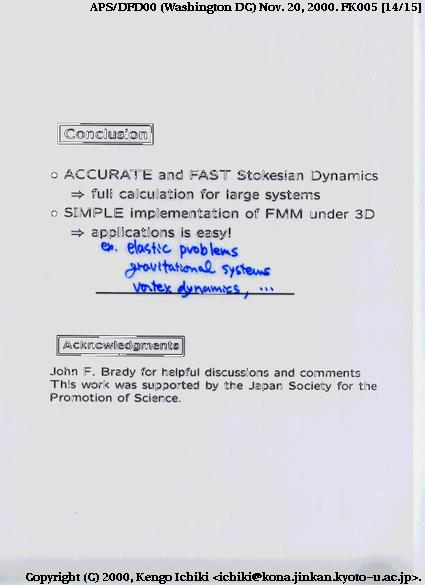 APS/DFD00 (Washington DC) Nov. 20, 2000. FK005 [14/15]
Conclusion
○ ACCURATE and FAST Stokesian Dynamics
⇒ full calculation for large systems
○ SIMPLE implementation of FMM under 3D
⇒ applications is easy!
ex. elastic problems
gravitational systems
vortex dynamics, ...
Acknowledgments
John F. Brady for helpful discussions and comments
This work was supported by the Japan Society for the
Promotion of Science.
Copyright (C) 2000, Kengo Ichiki <ichiki@kona.jinkan.kyoto-u.ac.jp>.